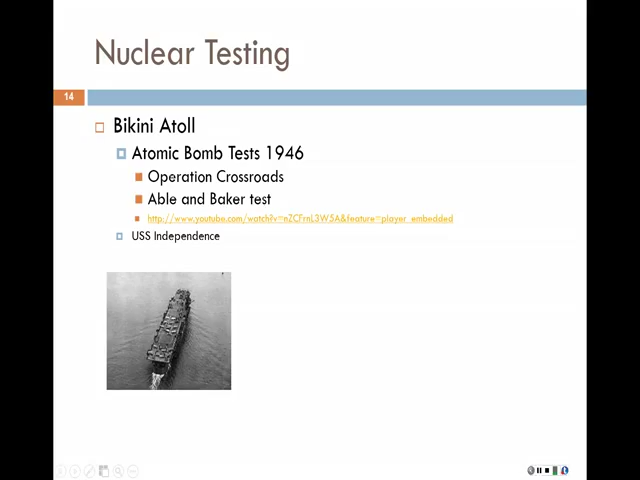 Nuclear Testing
14
Bikini Atoll
Atomic Bomb Tests 1946
Operation Crossroads
Able and Baker test
http://www.youtube.com/watch?v=nZCFrnL3W5A&feature=player_embedded
USS Independence